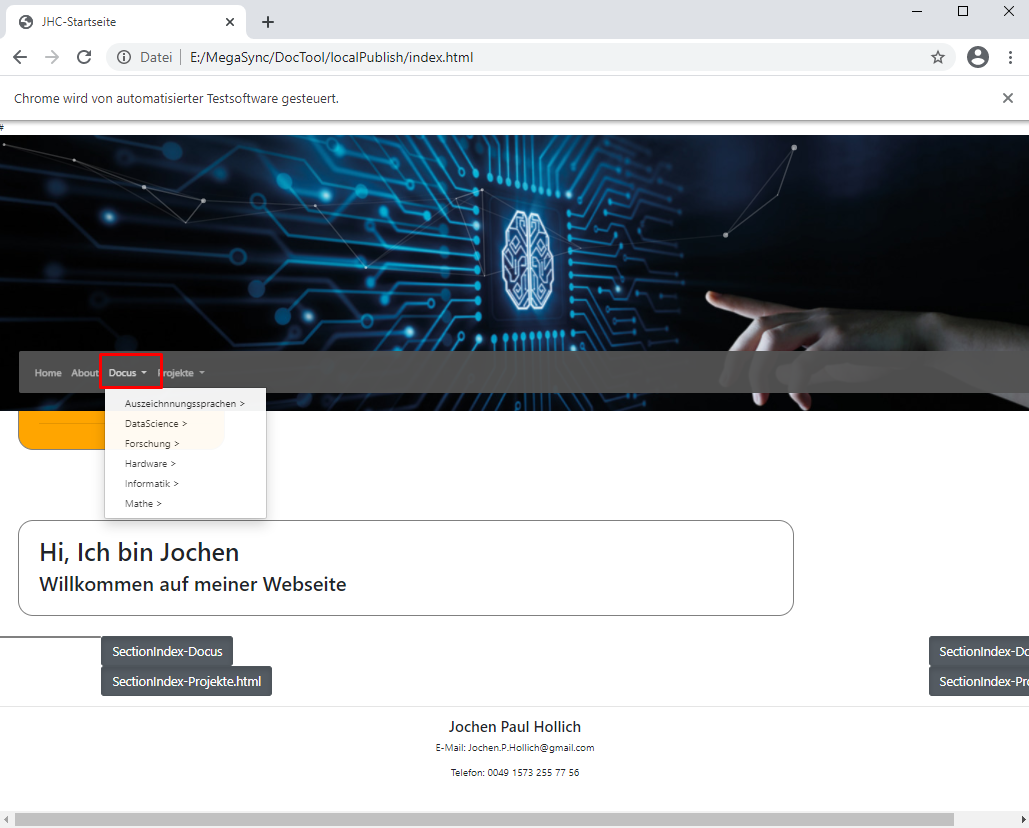 JHC-Startseite
Datei | E:/MegaSync/DocTool/localPublish/index.html
Chrome wird von automatisierter Testsoftware gesteuert.
#
Home About Docus rojekte
Auszeichnnungssprachen >
DataScience >
Forschung >
Hardware >
Informatik >
Mathe >
Hi, Ich bin Jochen
Willkommen auf meiner Webseite
SectionIndex-Docus SectionIndex-Do
SectionIndex-Projekte.html SectionIndex-Pro
Jochen Paul Hollich
E-Mail: Jochen.P.Hollich@gmail.com
Telefon: 0049 1573 255 77 56